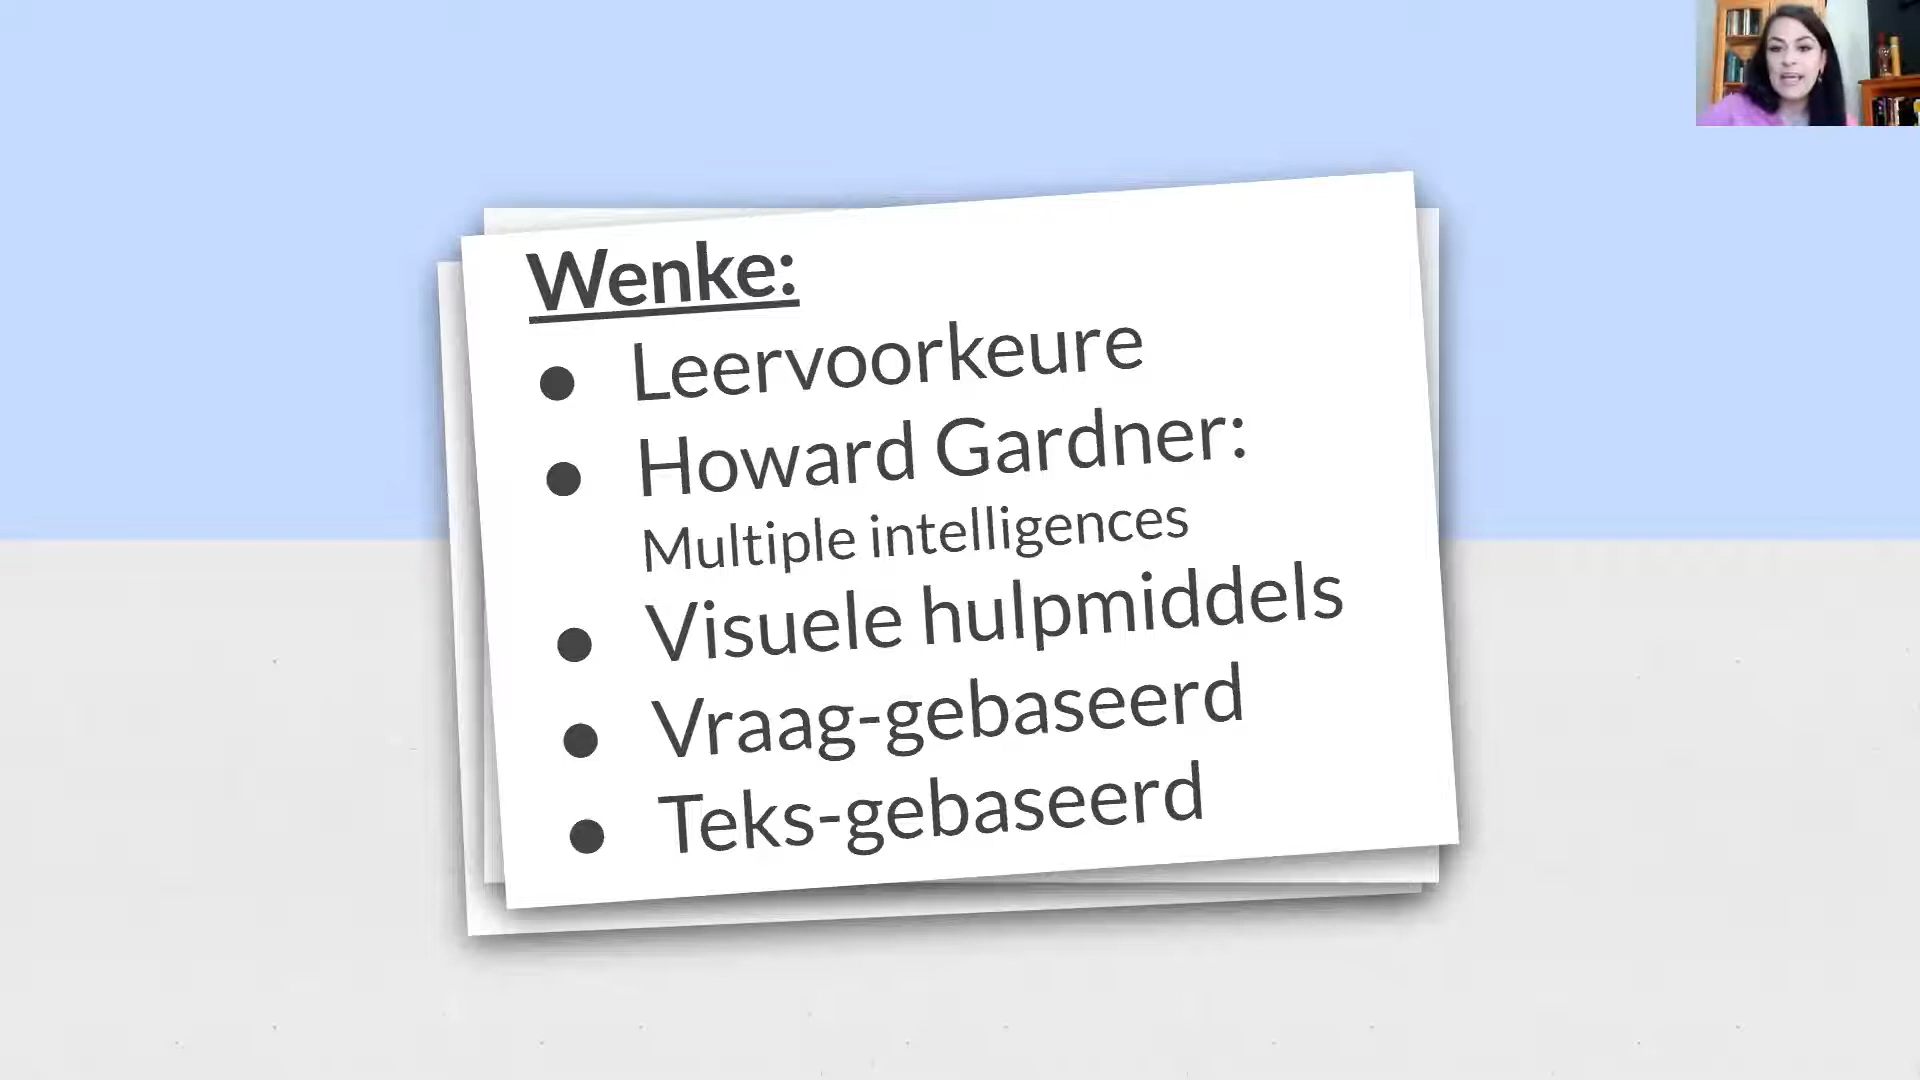 Wenke:
● Leervoorkeure
● Howard Gardner:
Multiple intelligences
● Visuele hulpmiddels
● Vraag-gebaseerd
● Teks-gebaseerd